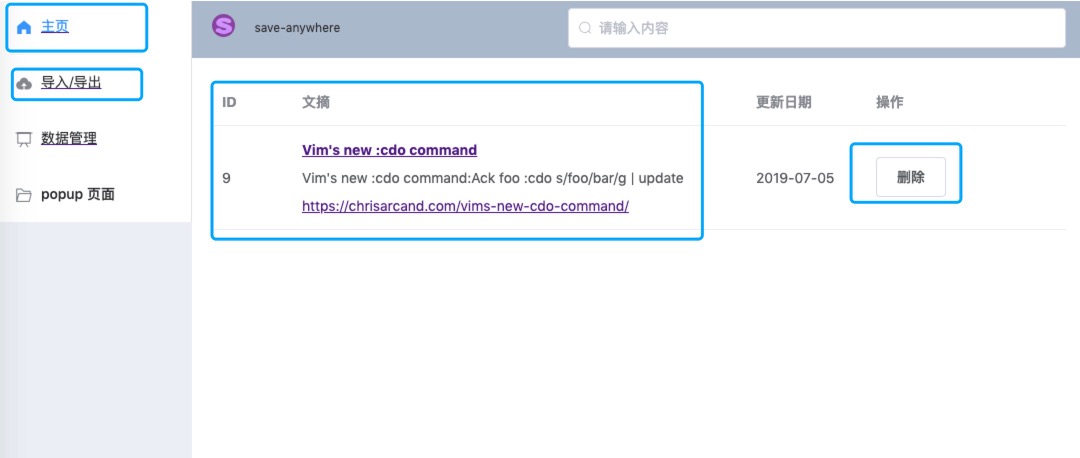 主页
导入/导出
数据管理
popup 页面
S save-anywhere
请输入内容
ID 文摘 更新日期 操作
Vim's new :cdo command
9 Vim's new :cdo command:Ack foo :cdo s/foo/bar/g | update 2019-07-05 删除
https://chrisarcand.com/vims-new-cdo-command/